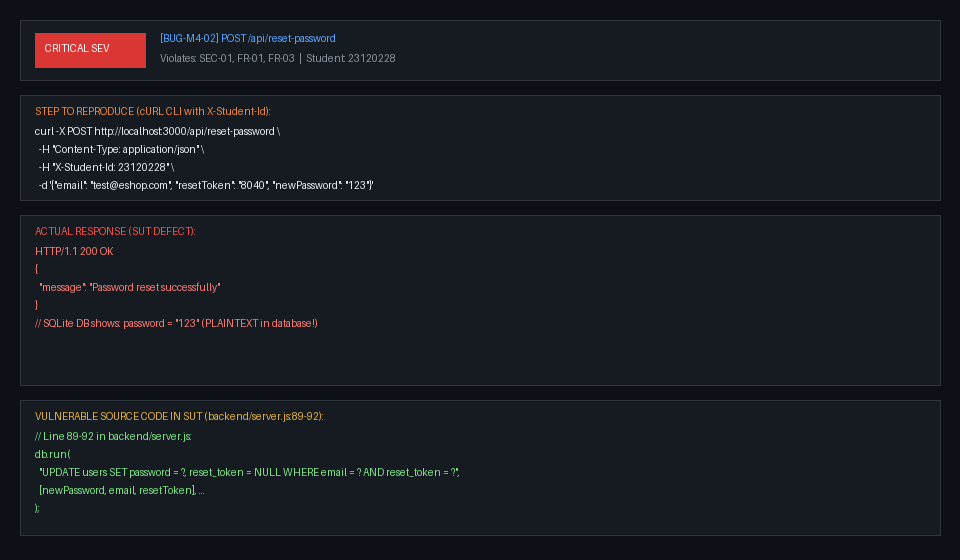 CRITICAL SEV
[BUG-M4-02] POST /api/reset-password
Violates: SEC-01, FR-01, FR-03 | Student: 23120228
STEP TO REPRODUCE (cURL CLI with X-Student-Id):
curl -X POST http://localhost:3000/api/reset-password \
-H "Content-Type: application/json" \
-H "X-Student-Id: 23120228" \
-d '{"email": "test@eshop.com", "resetToken": "8040", "newPassword": "123"}'
ACTUAL RESPONSE (SUT DEFECT):
HTTP/1.1 200 OK
{
"message": "Password reset successfully"
}
// SQLite DB shows: password = "123" (PLAINTEXT in database!)
VULNERABLE SOURCE CODE IN SUT (backend/server.js:89-92):
// Line 89-92 in backend/server.js:
db.run(
"UPDATE users SET password = ?, reset_token = NULL WHERE email = ? AND reset_token = ?",
[newPassword, email, resetToken], ...
);